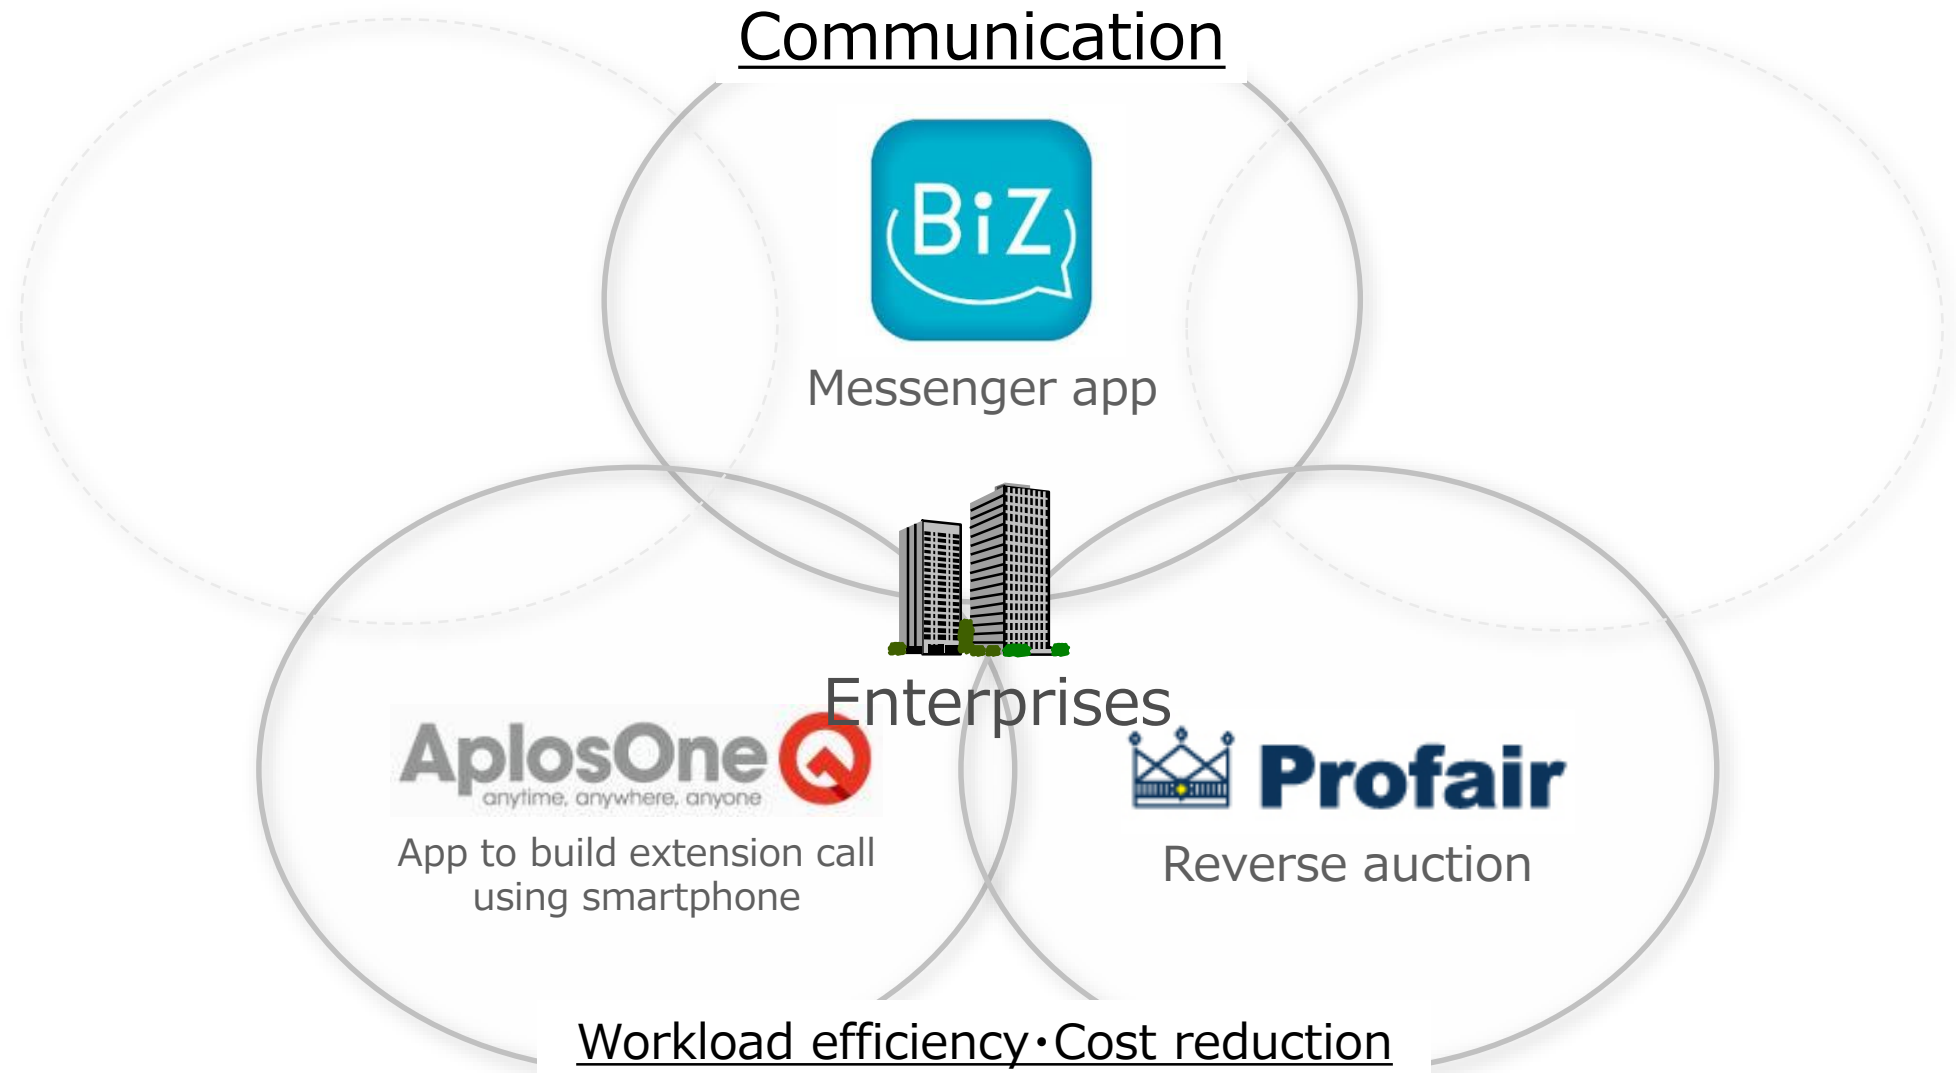 Communication
BiZ
Messenger app
Enterprises
AplosOne
anytime, anywhere, anyone
App to build extension call
using smartphone
Profair
Reverse auction
Workload efficiency・Cost reduction